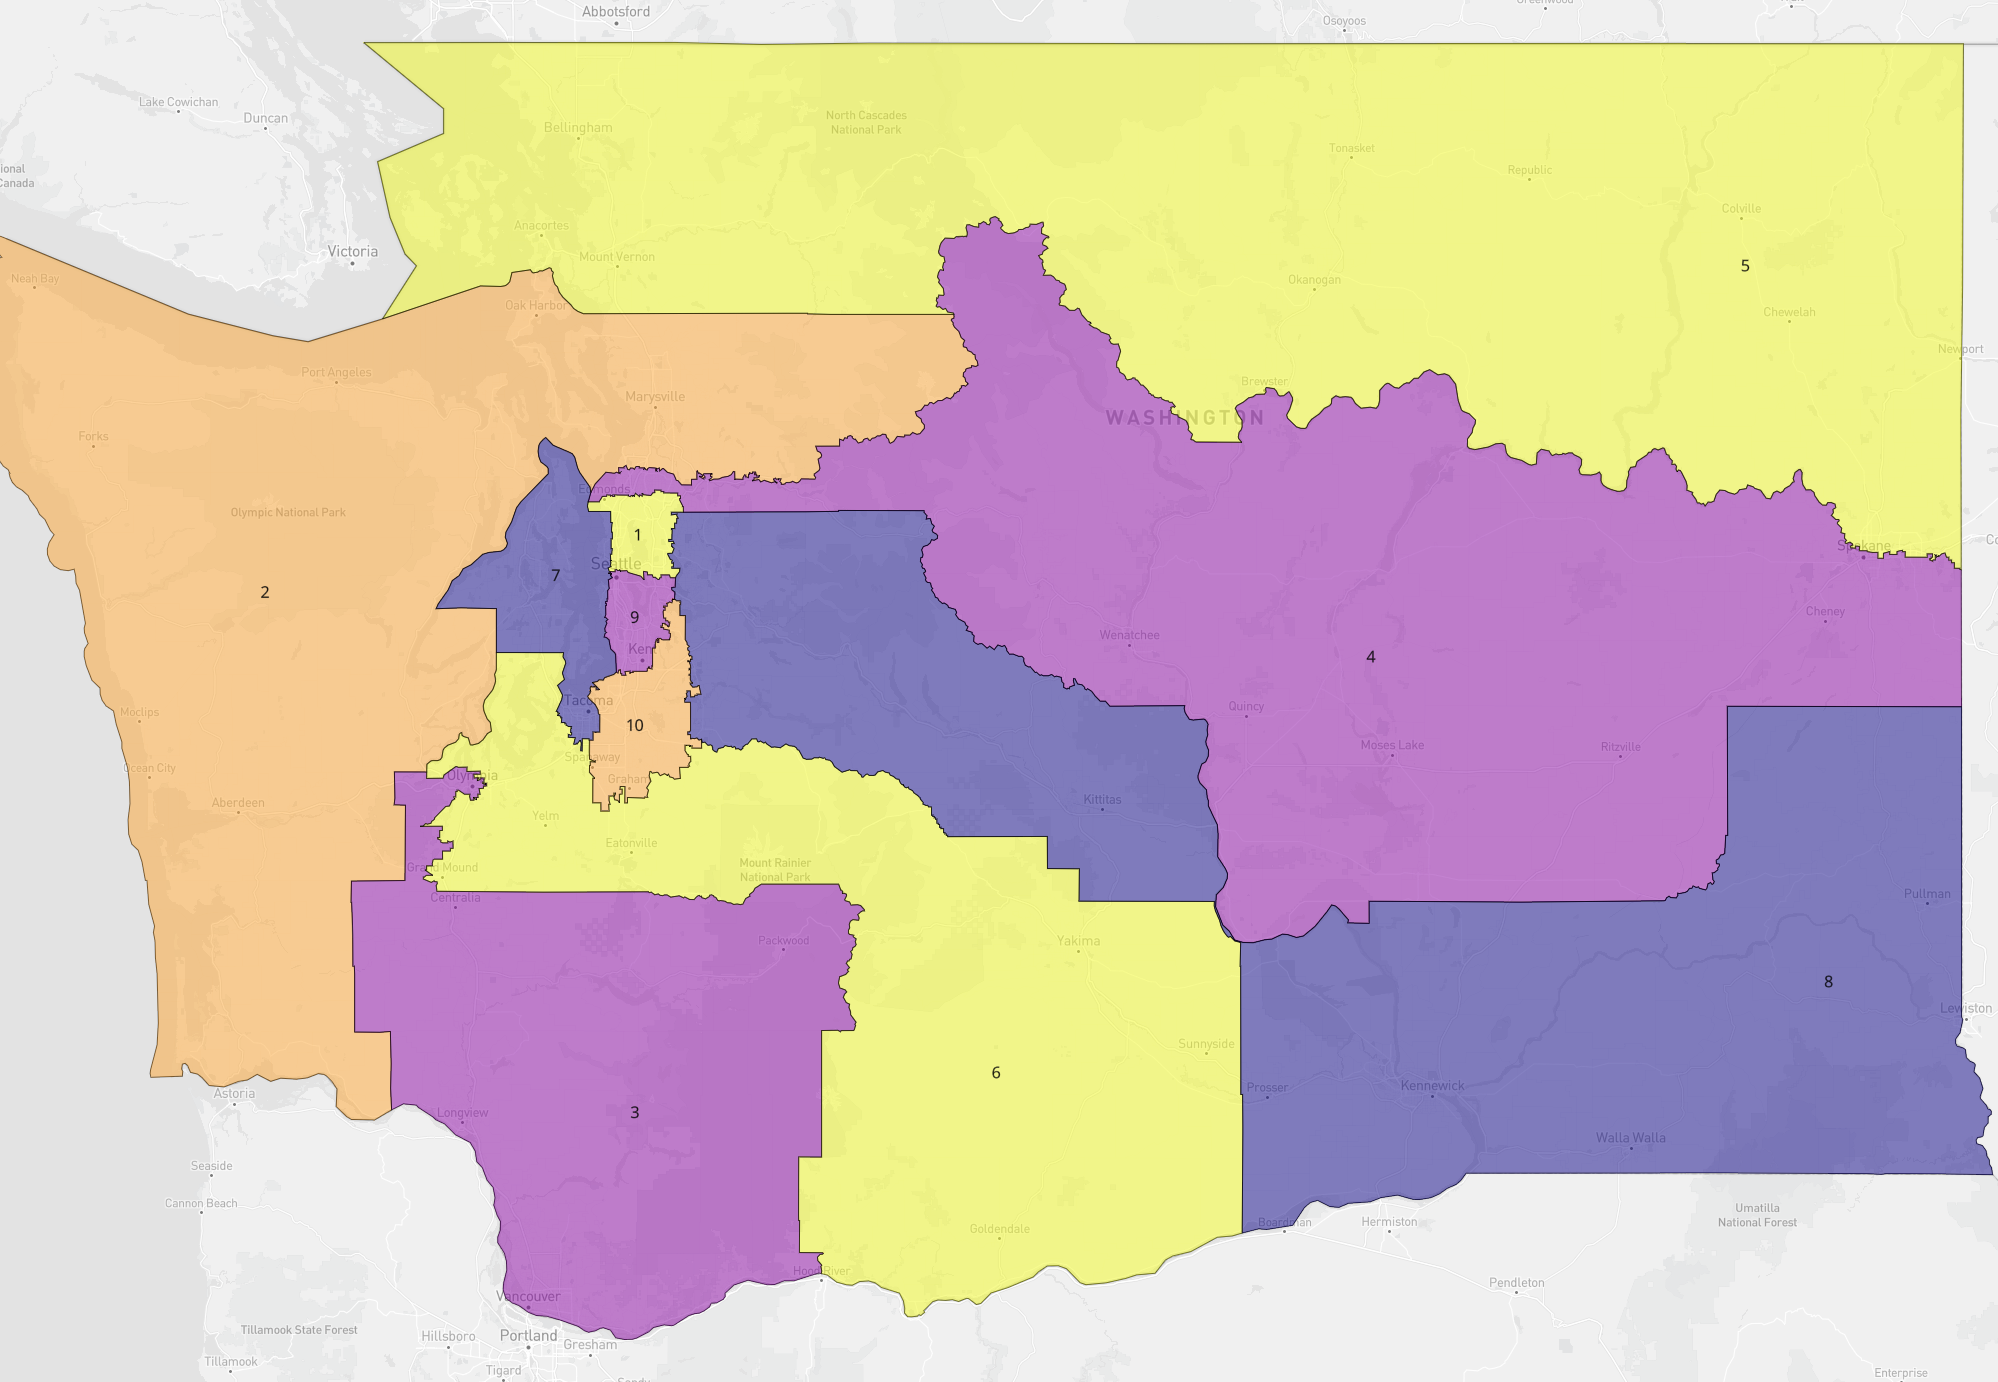 Abbotsford
Osoyoos
Greenwood
Lake Cowichan
Duncan
North Cascades
National Park
Bellingham
Tonasket
Republic
ional
Canada
Colville
Anacortes
Victoria
Mount Vernon
5
Neah Bay
Okanogan
Oak Harbor
Chewelah
Newport
Port Angeles
Brewster
Marysville
WASHINGTON
Forks
Edmonds
Olympic National Park
1
Spokane
Seattle
7
2
9
Cheney
Wenatchee
Kent
4
Tacoma
Quincy
Moclips
10
Moses Lake
Ritzville
Spanaway
Ocean City
Olympia
Graham
Aberdeen
Kittitas
Yelm
Eatonville
Mount Rainier
National Park
Grand Mound
Centralia
Pullman
Packwood
Yakima
8
Lewiston
Sunnyside
6
Prosser
Kennewick
Astoria
3
Longview
Walla Walla
Seaside
Cannon Beach
Umatilla
National Forest
Boardman
Hermiston
Goldendale
Hood River
Pendleton
Vancouver
Tillamook State Forest
Hillsboro
Portland
Gresham
Tillamook
Tigard
Sandy
Enterprise